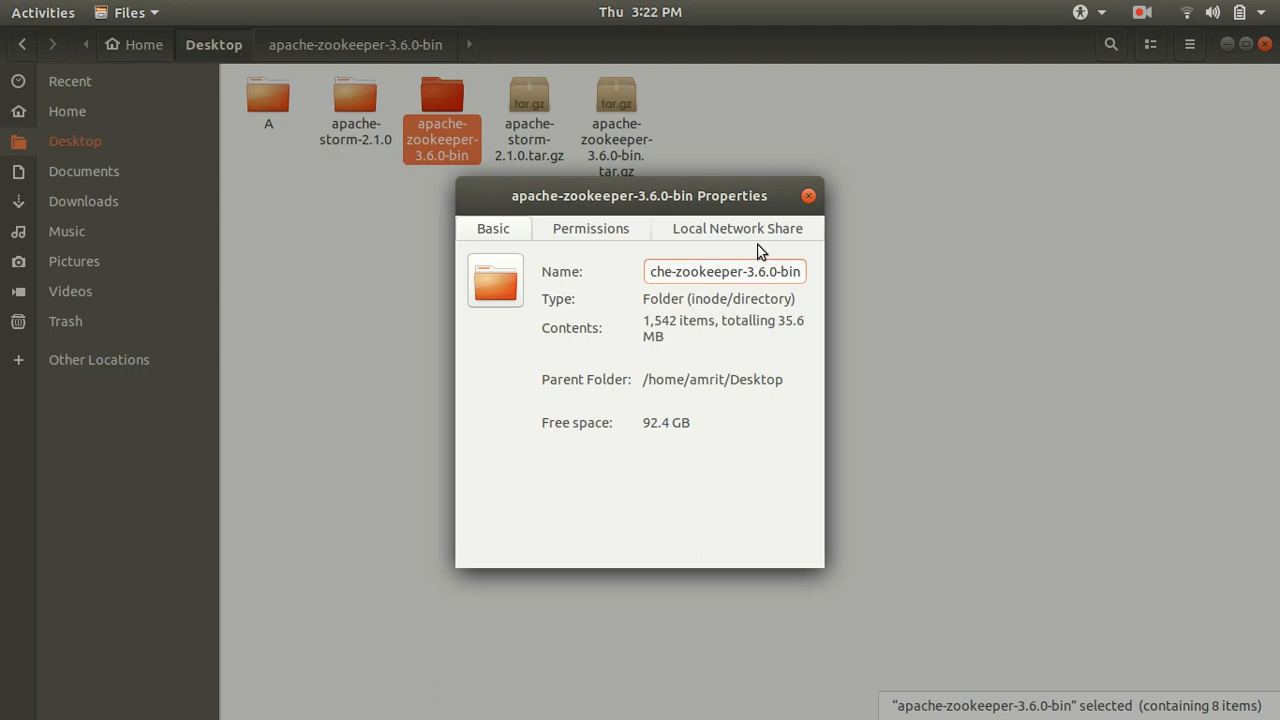 Activities
Files
Thu 3:22 PM
Home
Desktop
apache-zookeeper-3.6.0-bin
Recent
Home
Desktop
Documents
Downloads
Music
Pictures
Videos
Trash
Other Locations
A
apache-
storm-2.1.0
apache-
zookeeper-
3.6.0-bin
tar.gz
apache-
storm-
2.1.0.tar.gz
tar.gz
apache-
zookeeper-
3.6.0-bin.
tar.gz
apache-zookeeper-3.6.0-bin Properties
Basic
Permissions
Local Network Share
Name: che-zookeeper-3.6.0-bin
Type: Folder (inode/directory)
Contents: 1,542 items, totalling 35.6
MB
Parent Folder: /home/amrit/Desktop
Free space: 92.4 GB
“apache-zookeeper-3.6.0-bin” selected (containing 8 items)